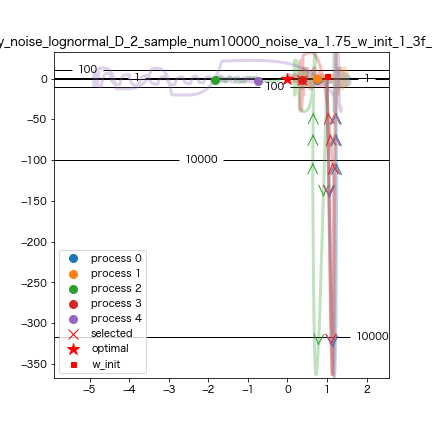 y_noise_lognormal_D_2_sample_num10000_noise_va_1.75_w_init_1_3f_
100
1
1
100
10000
10000
0
−50
−100
−150
−200
−250
−300
−350
process 0
process 1
process 2
process 3
process 4
selected
optimal
w_init
−5 −4 −3 −2 −1 0 1 2